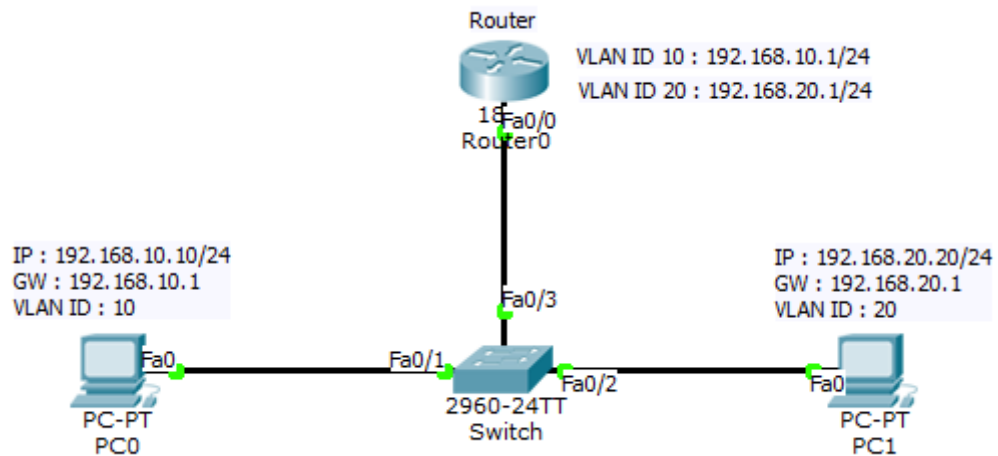 Router
VLAN ID 10 : 192.168.10.1/24
VLAN ID 20 : 192.168.20.1/24
Fa0/0
Router0
IP : 192.168.10.10/24
GW : 192.168.10.1
VLAN ID : 10
IP : 192.168.20.20/24
GW : 192.168.20.1
VLAN ID : 20
Fa0/3
Fa0
Fa0/1
Fa0/2
Fa0
PC-PT
PC0
2960-24TT
Switch
PC-PT
PC1